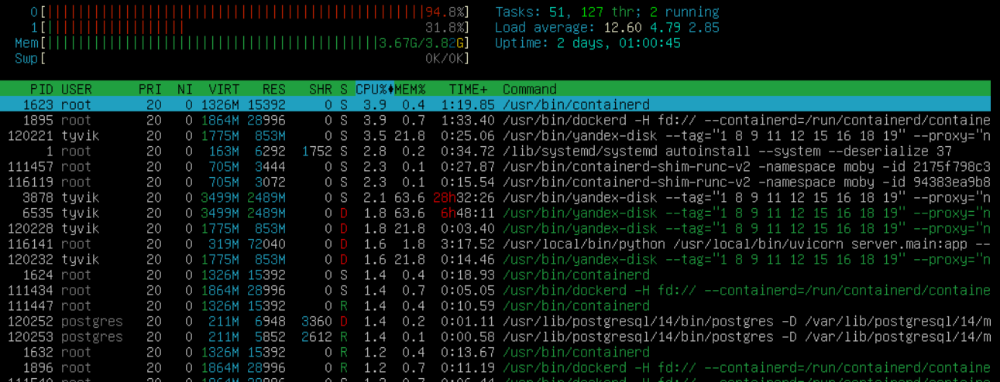 0[||||||||||||||||||||||||||||||||||||||||||||||||94.8%] Tasks: 51, 127 thr; 2 running
1[|||||||||||||||||| 31.8%] Load average: 12.60 4.79 2.85
Mem[|||||||||||||||||||||||||||||||||||||||||||3.67G/3.82G] Uptime: 2 days, 01:00:45
Swp[ 0K/0K]
PID USER PRI NI VIRT RES SHR S CPU% MEM% TIME+ Command
1623 root 20 0 1326M 15392 0 S 3.9 0.4 1:19.85 /usr/bin/containerd
1895 root 20 0 1864M 28996 0 S 3.9 0.7 1:33.40 /usr/bin/dockerd -H fd:// --containerd=/run/containerd/containe
120221 tyvik 20 0 1775M 853M 0 S 3.5 21.8 0:25.06 /usr/bin/yandex-disk --tag="1 8 9 11 12 15 16 18 19" --proxy="n
1 root 20 0 163M 6292 1752 S 2.8 0.2 0:34.72 /lib/systemd/systemd autoinstall --system --deserialize 37
111457 root 20 0 705M 3444 0 S 2.3 0.1 0:27.87 /usr/bin/containerd-shim-runc-v2 -namespace moby -id 2175f798c3
116119 root 20 0 705M 3072 0 S 2.3 0.1 0:15.54 /usr/bin/containerd-shim-runc-v2 -namespace moby -id 94383ea9b8
3878 tyvik 20 0 3499M 2489M 0 S 2.1 63.6 28h32:26 /usr/bin/yandex-disk --tag="1 8 9 11 12 15 16 18 19" --proxy="n
6535 tyvik 20 0 3499M 2489M 0 D 1.8 63.6 6h48:11 /usr/bin/yandex-disk --tag="1 8 9 11 12 15 16 18 19" --proxy="n
120228 tyvik 20 0 1775M 853M 0 D 1.8 21.8 0:03.40 /usr/bin/yandex-disk --tag="1 8 9 11 12 15 16 18 19" --proxy="n
116141 root 20 0 319M 72040 0 D 1.6 1.8 3:17.52 /usr/local/bin/python /usr/local/bin/uvicorn server.main:app --
120232 tyvik 20 0 1775M 853M 0 D 1.6 21.8 0:14.46 /usr/bin/yandex-disk --tag="1 8 9 11 12 15 16 18 19" --proxy="n
1624 root 20 0 1326M 15392 0 S 1.4 0.4 0:18.93 /usr/bin/containerd
111434 root 20 0 1864M 28996 0 S 1.4 0.7 0:05.05 /usr/bin/dockerd -H fd:// --containerd=/run/containerd/containe
111447 root 20 0 1326M 15392 0 R 1.4 0.4 0:10.59 /usr/bin/containerd
120252 postgres 20 0 211M 6948 3360 D 1.4 0.2 0:01.11 /usr/lib/postgresql/14/bin/postgres -D /var/lib/postgresql/14/m
120253 postgres 20 0 211M 5852 2612 R 1.4 0.1 0:00.58 /usr/lib/postgresql/14/bin/postgres -D /var/lib/postgresql/14/m
1632 root 20 0 1326M 15392 0 R 1.2 0.4 0:13.67 /usr/bin/containerd
1896 root 20 0 1864M 28996 0 R 1.2 0.7 0:11.19 /usr/bin/dockerd -H fd:// --containerd=/run/containerd/containe